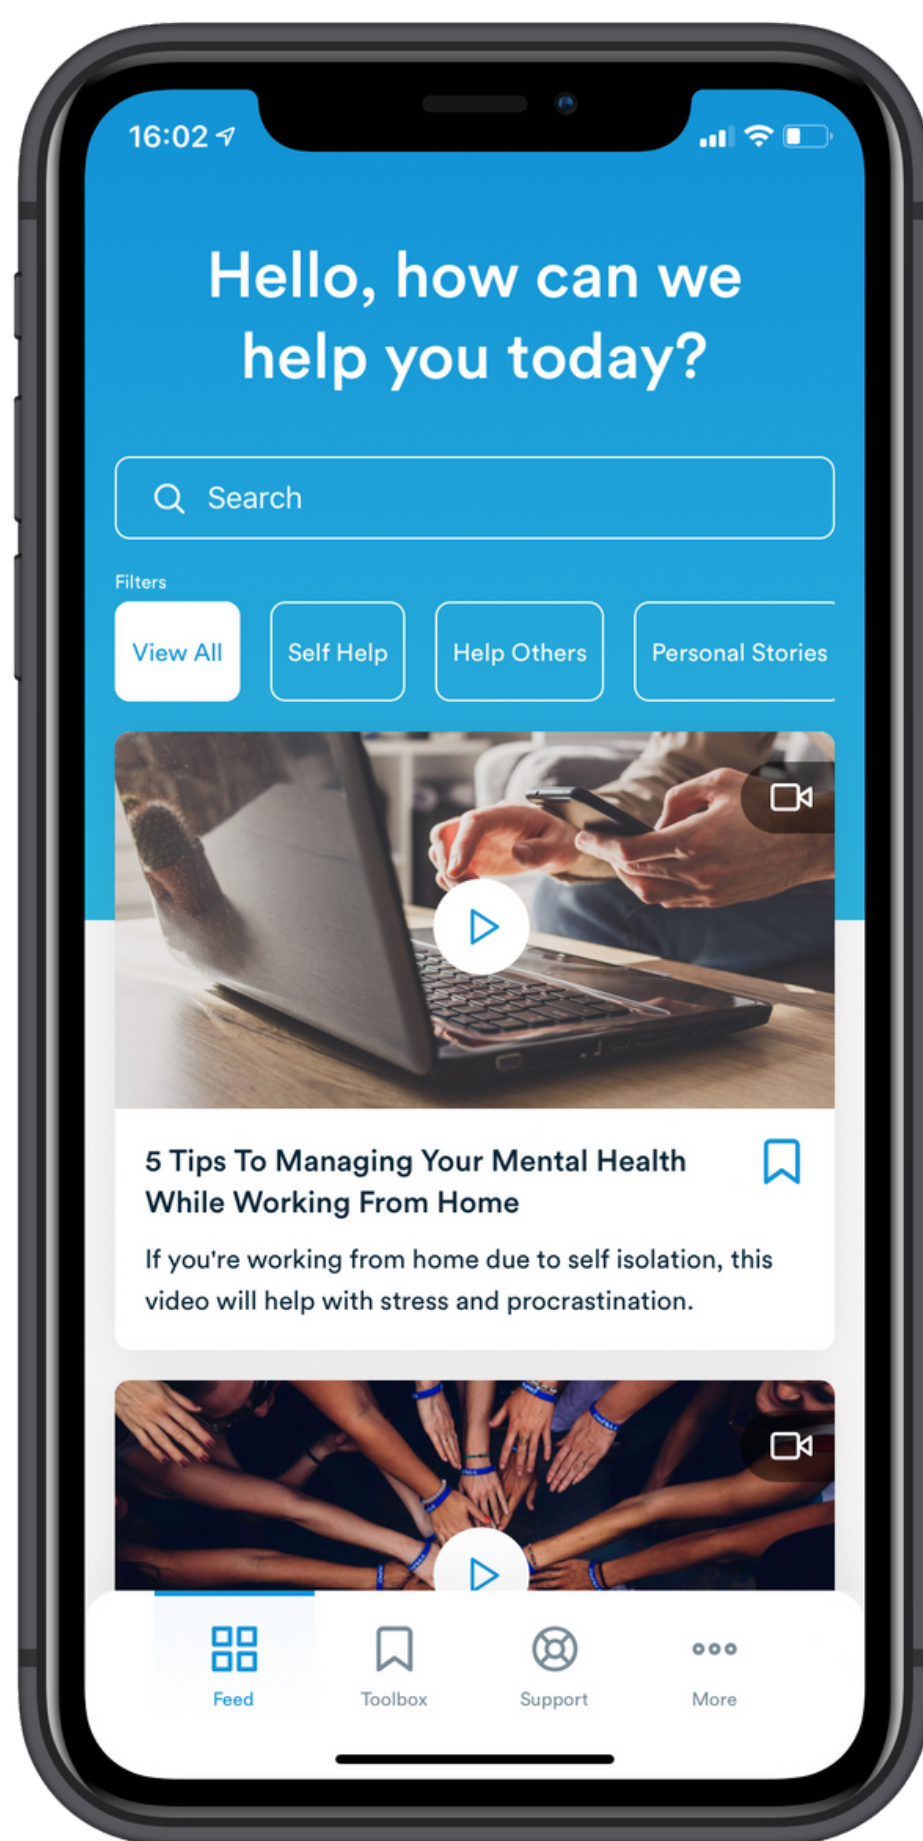 16:02
Hello, how can we
help you today?
Search
Filters
View All
Self Help
Help Others
Personal Stories
5 Tips To Managing Your Mental Health
While Working From Home
If you're working from home due to self isolation, this
video will help with stress and procrastination.
Feed
Toolbox
Support
More